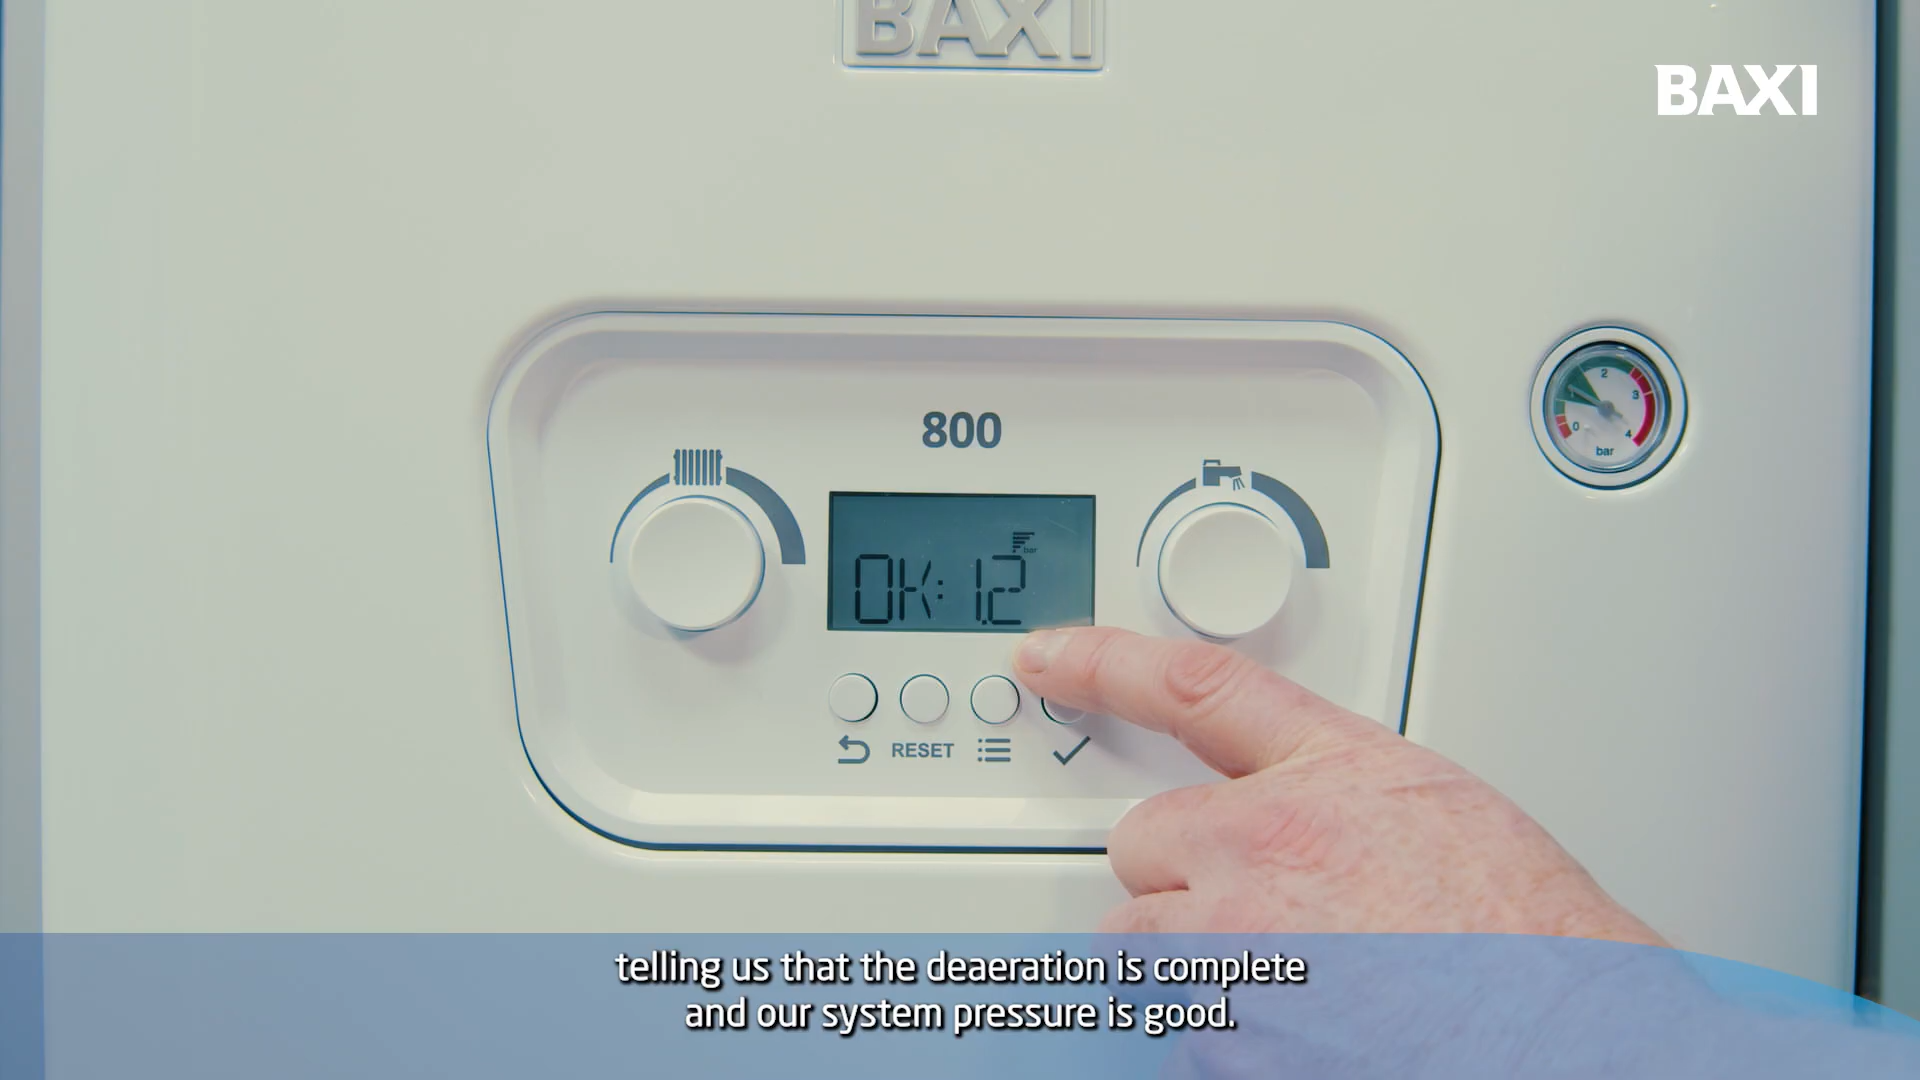 BAXI
BAXI
800
2
3
1
0
4
bar
bar
OK: 1.2
RESET
telling us that the deaeration is complete
and our system pressure is good.